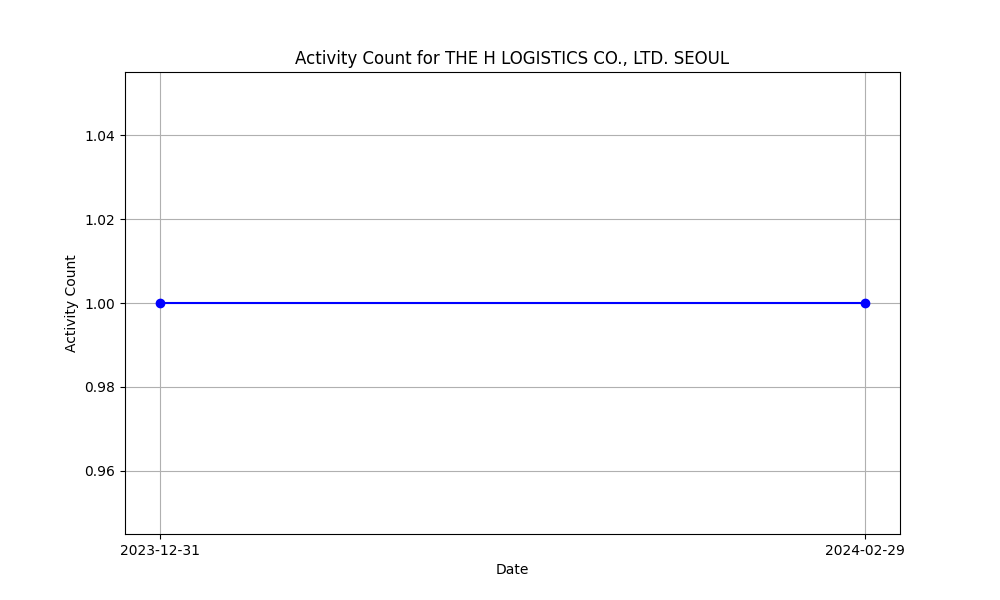 Activity Count for THE H LOGISTICS CO., LTD. SEOUL
1.04
1.02
1.00
0.98
0.96
Activity Count
2023-12-31
2024-02-29
Date